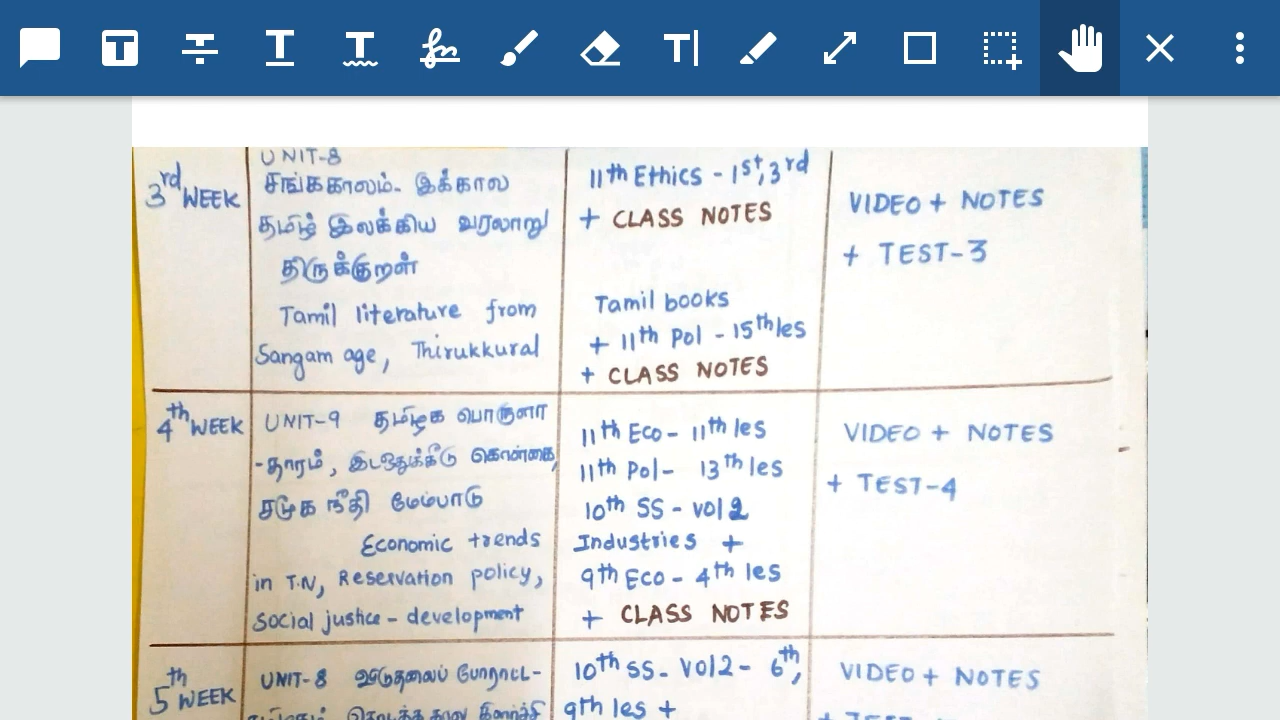 3rd WEEK
UNIT-8
சங்ககாலம்- இக்கால
தமிழ் இலக்கிய வரலாறு
திருக்குறள்
Tamil literature from
Sangam age, Thirukkural
11th Ethics - 1st, 3rd
+ CLASS NOTES
Tamil books
+ 11th Pol - 15th les
+ CLASS NOTES
VIDEO + NOTES
+ TEST-3
4th WEEK
UNIT-9 தமிழக பொருளா
-தாரம், இடஒதுக்கீடு கொள்கை,
சமூக நீதி மேம்பாடு
Economic trends
in T.N, Reservation policy,
Social justice - development
11th Eco - 11th les
11th Pol - 13th les
10th SS - vol 2
Industries +
9th Eco - 4th les
+ CLASS NOTES
VIDEO + NOTES
+ TEST-4
5th WEEK
UNIT-8 விடுதலைப் போராட்ட-
10th SS - Vol 2 - 6th,
9th les +
VIDEO + NOTES